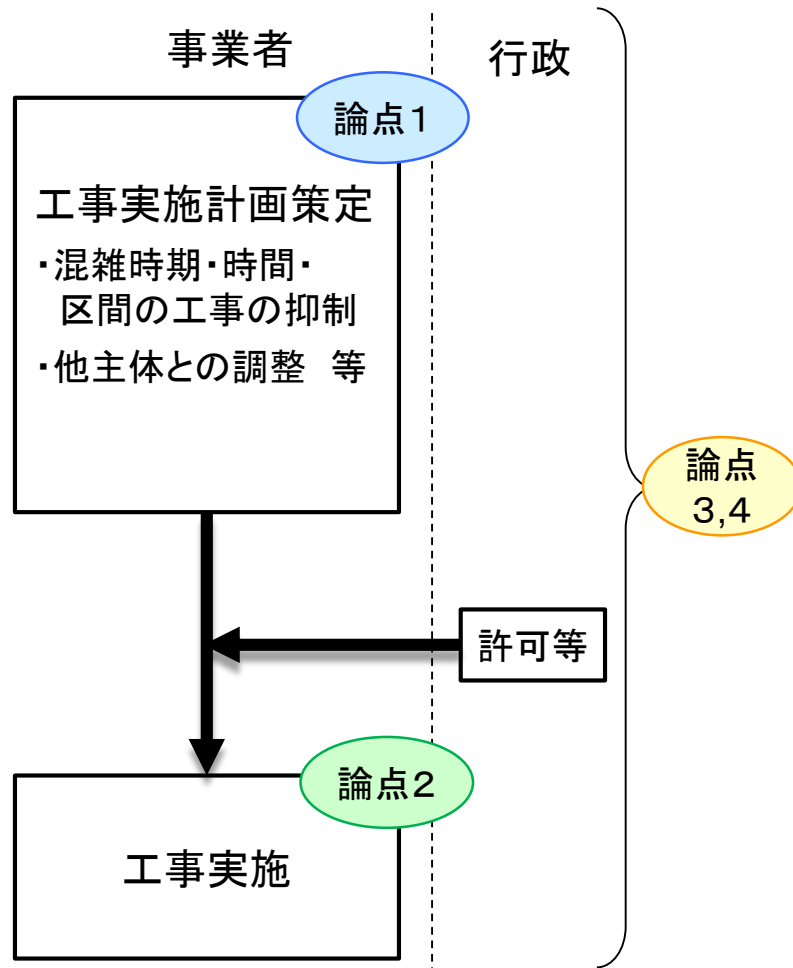 事業者
行政
論点1
工事実施計画策定
・混雑時期・時間・
区間の工事の抑制
・他主体との調整　等
論点
3,4
許可等
論点2
工事実施